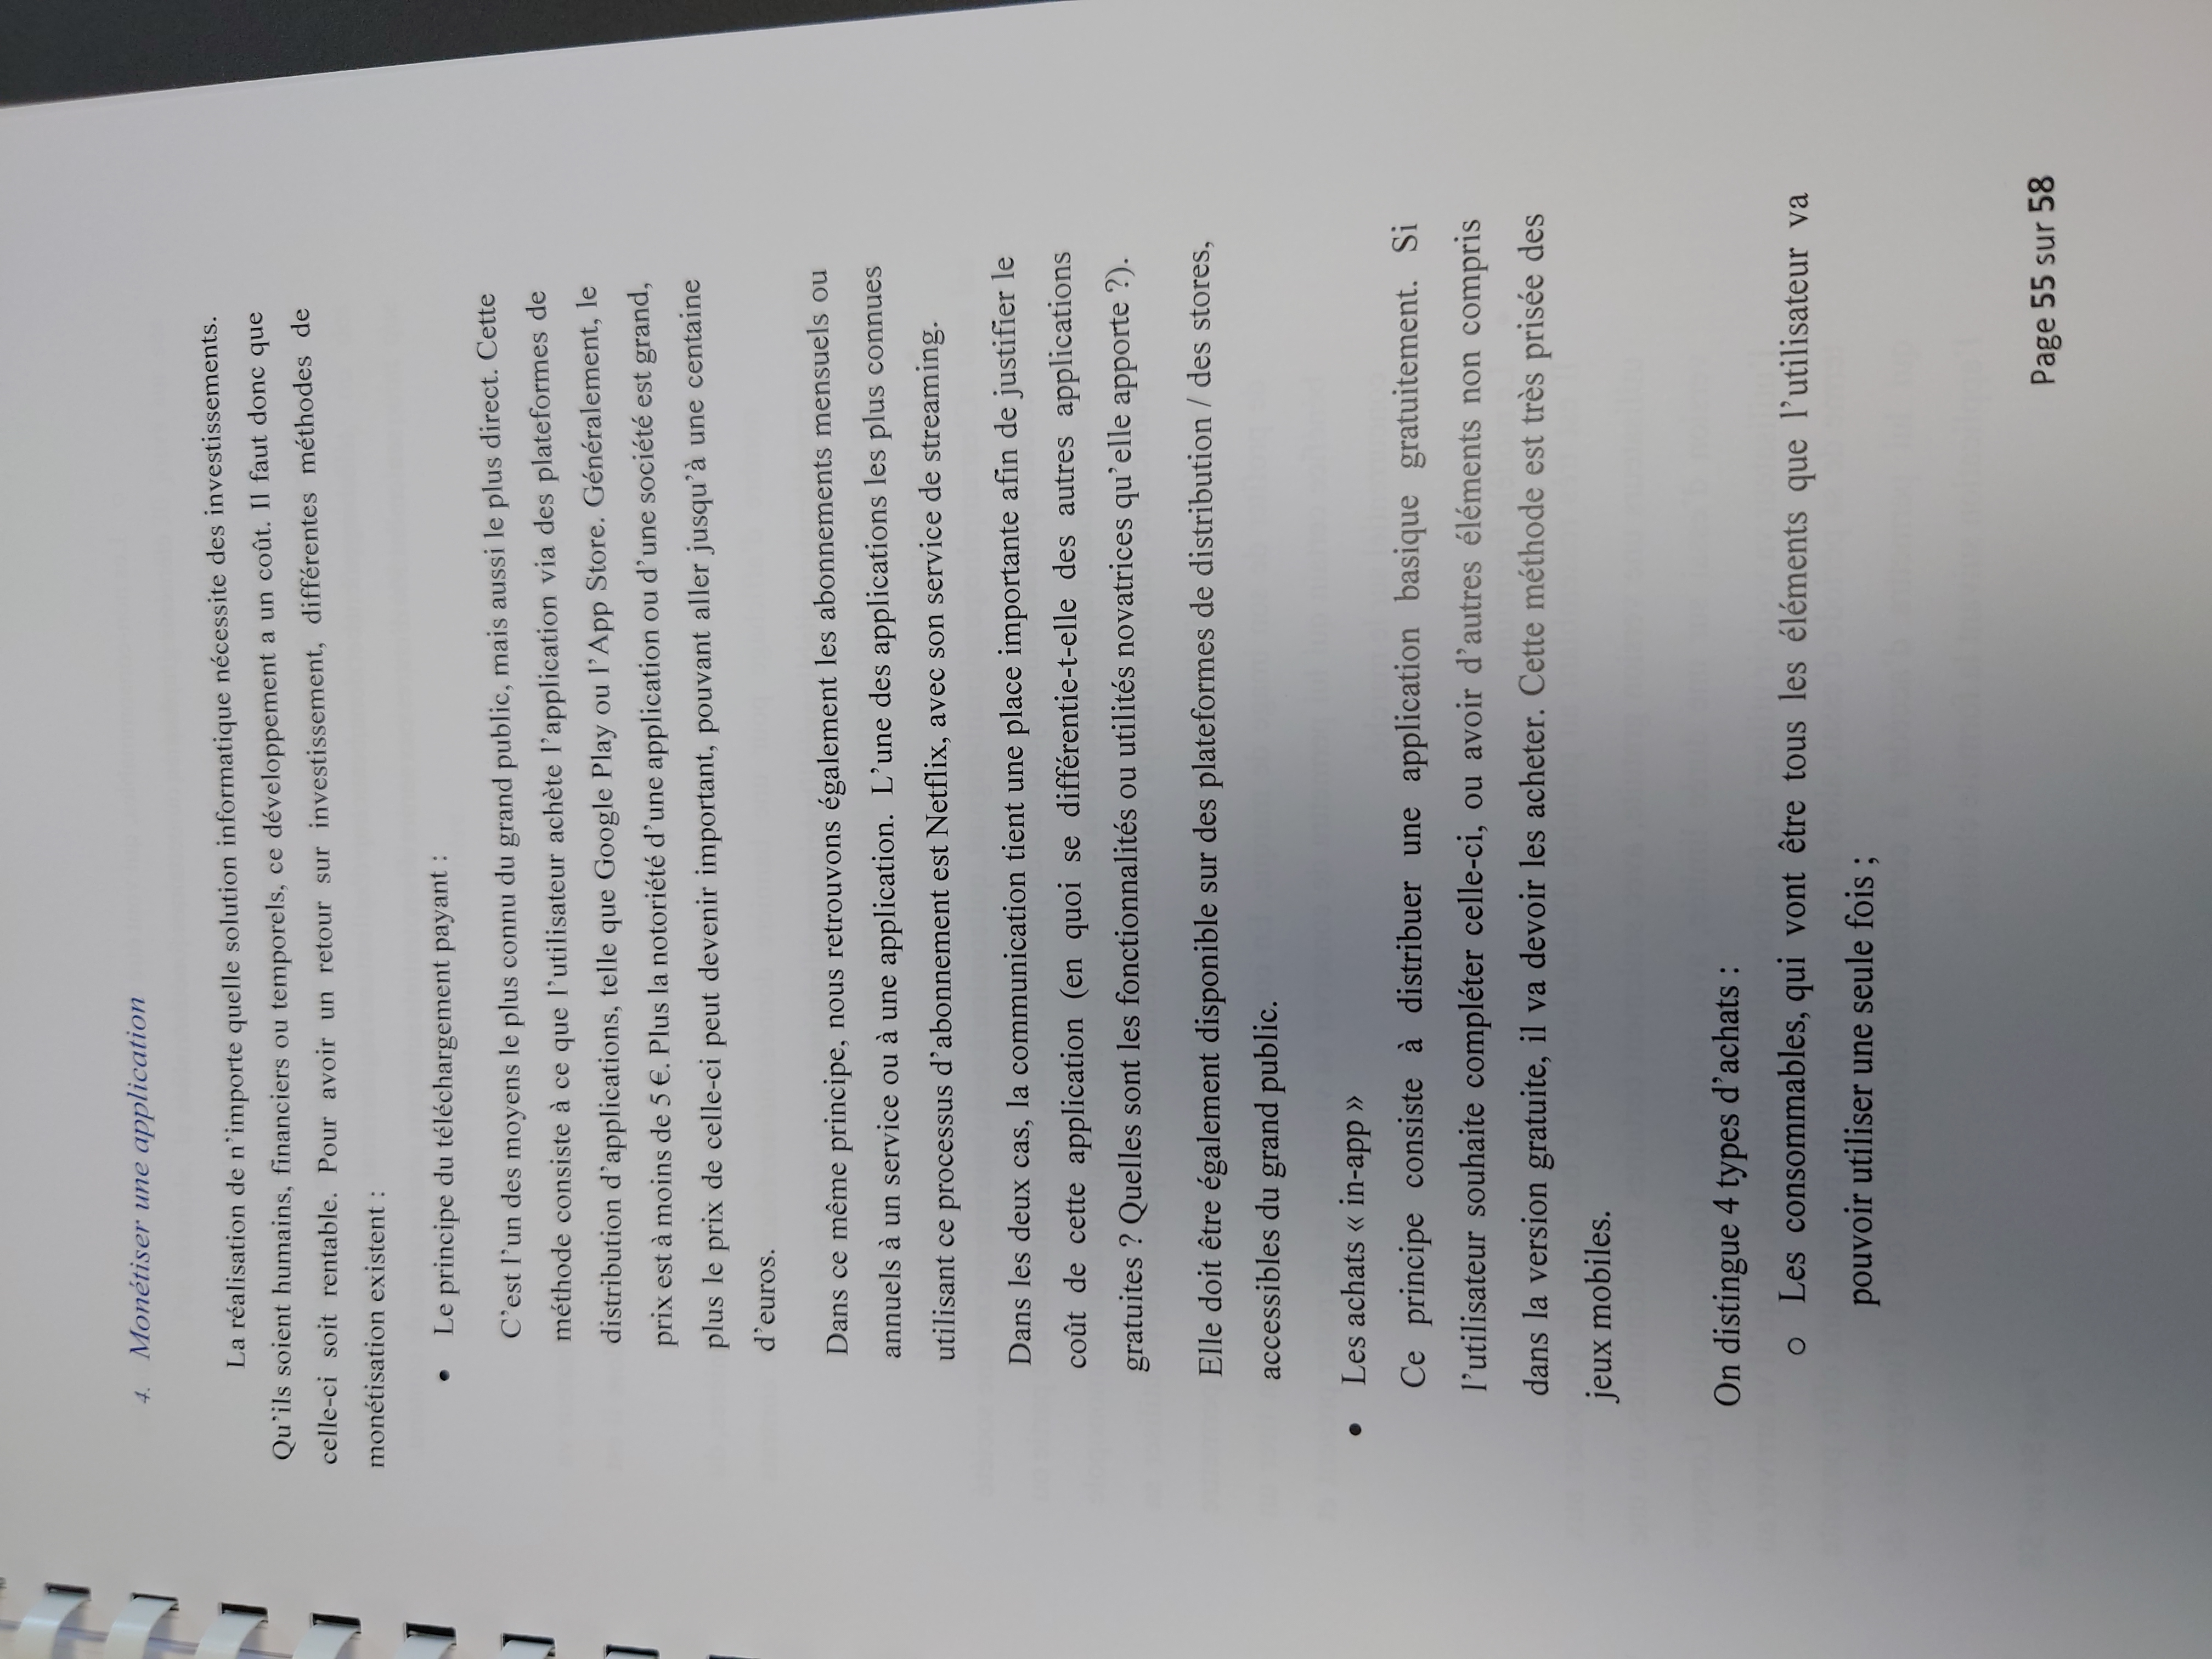 4. Monétiser une application
La réalisation de n'importe quelle solution informatique nécessite des investissements.
Qu'ils soient humains, financiers ou temporels, ce développement a un coût. Il faut donc que
celle-ci soit rentable. Pour avoir un retour sur investissement, différentes méthodes de
monétisation existent :
• Le principe du téléchargement payant :
C'est l'un des moyens le plus connu du grand public, mais aussi le plus direct. Cette
méthode consiste à ce que l'utilisateur achète l'application via des plateformes de
distribution d'applications, telle que Google Play ou l'App Store. Généralement, le
prix est à moins de 5 €. Plus la notoriété d'une application ou d'une société est grand,
plus le prix de celle-ci peut devenir important, pouvant aller jusqu'à une centaine
d'euros.
Dans ce même principe, nous retrouvons également les abonnements mensuels ou
annuels à un service ou à une application. L'une des applications les plus connues
utilisant ce processus d'abonnement est Netflix, avec son service de streaming.
Dans les deux cas, la communication tient une place importante afin de justifier le
coût de cette application (en quoi se différentie-t-elle des autres applications
gratuites ? Quelles sont les fonctionnalités ou utilités novatrices qu'elle apporte ?).
Elle doit être également disponible sur des plateformes de distribution / des stores,
accessibles du grand public.
• Les achats « in-app »
Ce principe consiste à distribuer une application basique gratuitement. Si
l'utilisateur souhaite compléter celle-ci, ou avoir d'autres éléments non compris
dans la version gratuite, il va devoir les acheter. Cette méthode est très prisée des
jeux mobiles.
On distingue 4 types d'achats :
o Les consommables, qui vont être tous les éléments que l'utilisateur va
pouvoir utiliser une seule fois ;
Page 55 sur 58